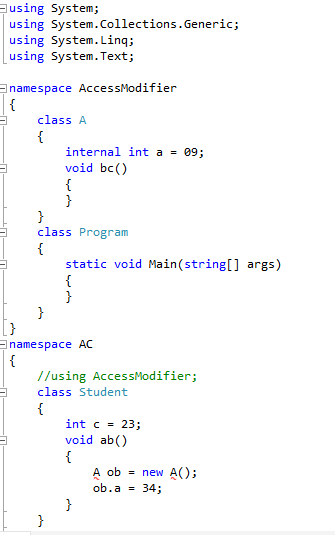 using System;
using System.Collections.Generic;
using System.Linq;
using System.Text;
namespace AccessModifier
{
class A
{
internal int a = 09;
void bc()
{
}
}
class Program
{
static void Main(string[] args)
{
}
}
}
namespace AC
{
//using AccessModifier;
class Student
{
int c = 23;
void ab()
{
A ob = new A();
ob.a = 34;
}
}